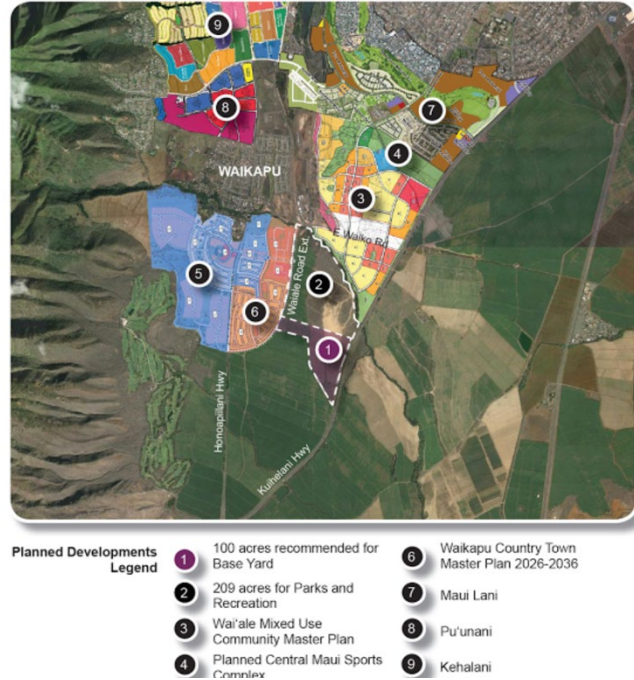 9
8
7
WAIKAPU
4
3
E Waiko Rd
Waiale Road Ext.
2
5
6
1
Honoapiilani Hwy
Kuihelani Hwy
Planned Developments
Legend
1
100 acres recommended for
Base Yard
2
209 acres for Parks and
Recreation
3
Wai‘ale Mixed Use
Community Master Plan
4
Planned Central Maui Sports
Complex
6
Waikapu Country Town
Master Plan 2026-2036
7
Maui Lani
8
Pu‘unani
9
Kehalani